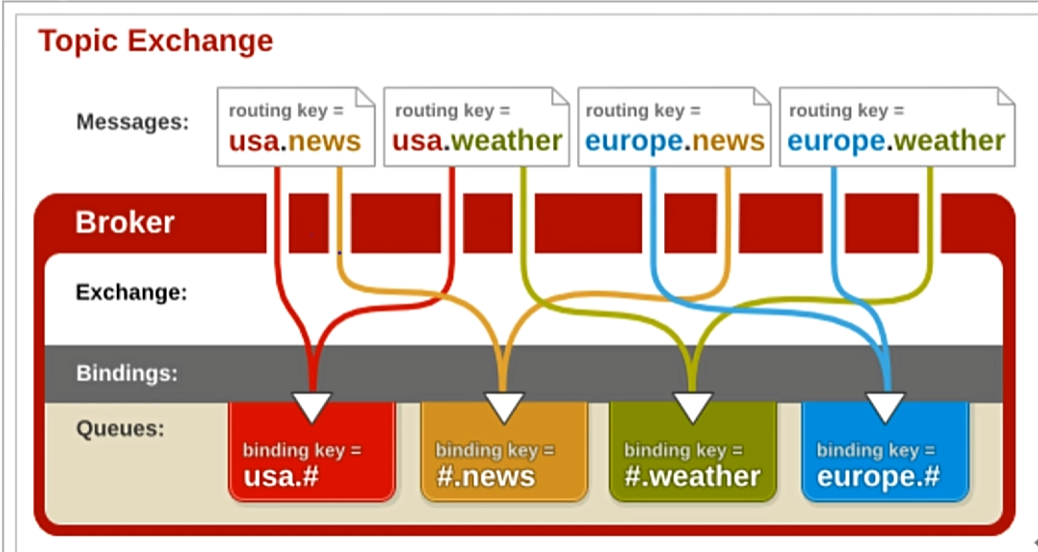 Topic Exchange
Messages:
routing key =
usa.news
routing key =
usa.weather
routing key =
europe.news
routing key =
europe.weather
Broker
Exchange:
Bindings:
Queues:
binding key =
usa.#
binding key =
#.news
binding key =
#.weather
binding key =
europe.#